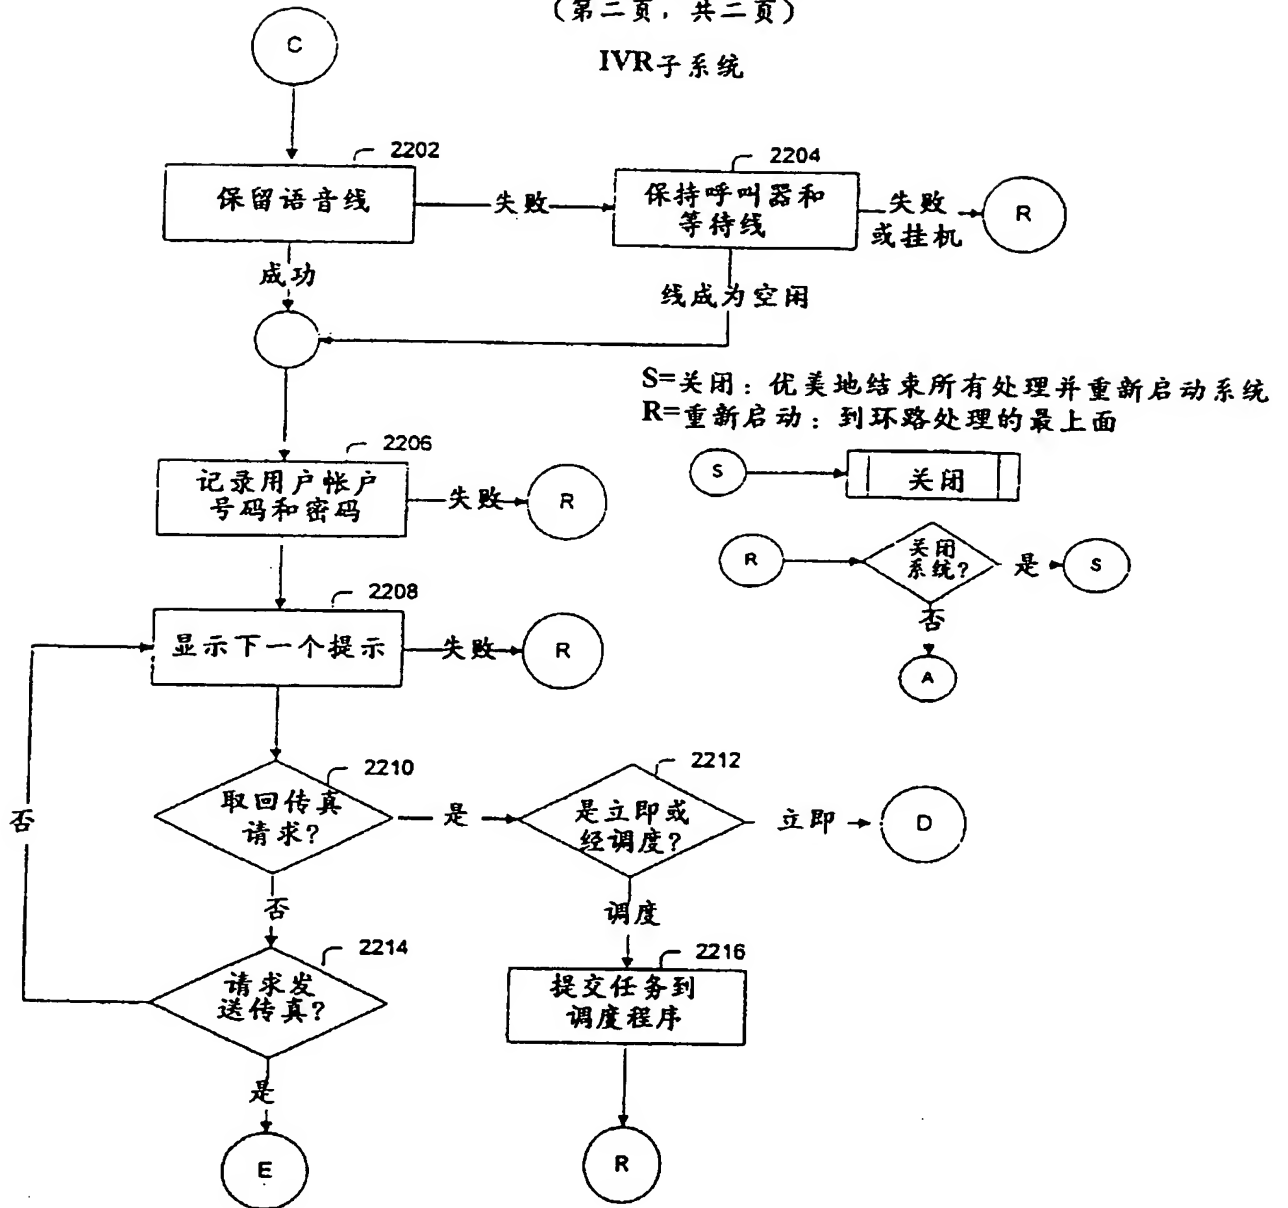 (第二页，共二页)
IVR子系统
C
2202
保留语音线
失败
2204
保持呼叫器和
等待线
失败
或挂机
R
成功
线成为空闲
S=关闭：优美地结束所有处理并重新启动系统
R=重新启动：到环路处理的最上面
2206
记录用户帐户
号码和密码
失败
R
S
关闭
R
关闭
系统?
是
S
否
A
2208
显示下一个提示
失败
R
2210
取回传真
请求?
是
2212
是立即或
经调度?
立即
D
否
否
调度
2214
请求发
送传真?
2216
提交任务到
调度程序
是
E
R